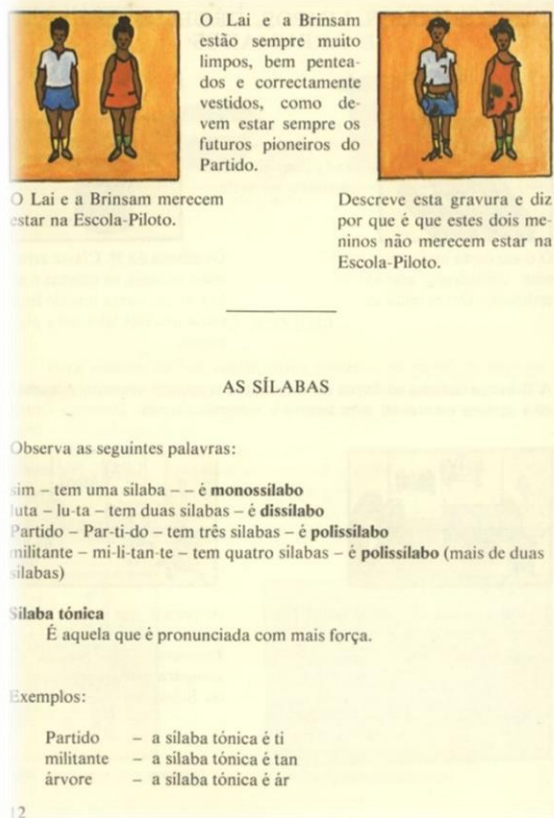 O Lai e a Brinsam
estão sempre muito
limpos, bem pentea-
dos e correctamente
vestidos, como de-
vem estar sempre os
futuros pioneiros do
Partido.
O Lai e a Brinsam merecem
estar na Escola-Piloto.
Descreve esta gravura e diz
por que é que estes dois me-
ninos não merecem estar na
Escola-Piloto.
AS SÍLABAS
Observa as seguintes palavras:
sim – tem uma sílaba – – é monossílabo
luta – lu-ta – tem duas sílabas – é dissílabo
Partido – Par-ti-do – tem três sílabas – é polissílabo
militante – mi-li-tan-te – tem quatro sílabas – é polissílabo (mais de duas
sílabas)
Sílaba tónica
É aquela que é pronunciada com mais força.
Exemplos:
Partido – a sílaba tónica é ti
militante – a sílaba tónica é tan
árvore – a sílaba tónica é ár
12